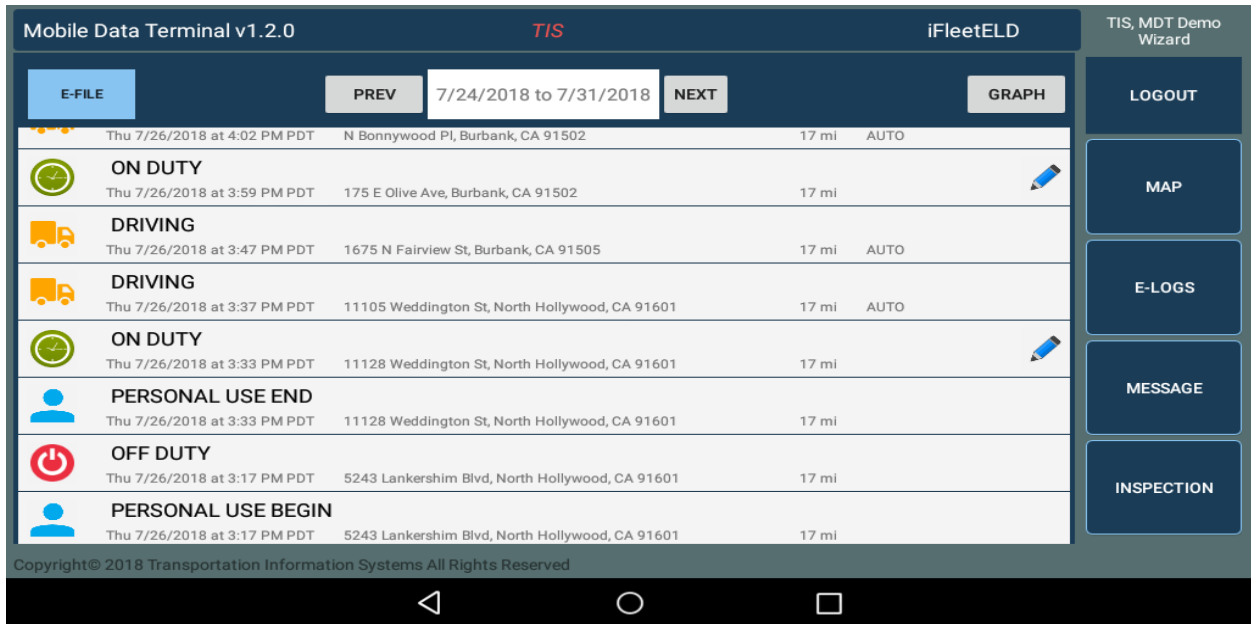 Mobile Data Terminal v1.2.0 TIS iFleetELD
TIS, MDT Demo
Wizard
E-FILE PREV 7/24/2018 to 7/31/2018 NEXT GRAPH
LOGOUT
Thu 7/26/2018 at 4:02 PM PDT N Bonnywood Pl, Burbank, CA 91502 17 mi AUTO
ON DUTY
Thu 7/26/2018 at 3:59 PM PDT 175 E Olive Ave, Burbank, CA 91502 17 mi
MAP
DRIVING
Thu 7/26/2018 at 3:47 PM PDT 1675 N Fairview St, Burbank, CA 91505 17 mi AUTO
DRIVING
Thu 7/26/2018 at 3:37 PM PDT 11105 Weddington St, North Hollywood, CA 91601 17 mi AUTO
E-LOGS
ON DUTY
Thu 7/26/2018 at 3:33 PM PDT 11128 Weddington St, North Hollywood, CA 91601 17 mi
PERSONAL USE END
Thu 7/26/2018 at 3:33 PM PDT 11128 Weddington St, North Hollywood, CA 91601 17 mi
MESSAGE
OFF DUTY
Thu 7/26/2018 at 3:17 PM PDT 5243 Lankershim Blvd, North Hollywood, CA 91601 17 mi
INSPECTION
PERSONAL USE BEGIN
Thu 7/26/2018 at 3:17 PM PDT 5243 Lankershim Blvd, North Hollywood, CA 91601 17 mi
Copyright© 2018 Transportation Information Systems All Rights Reserved